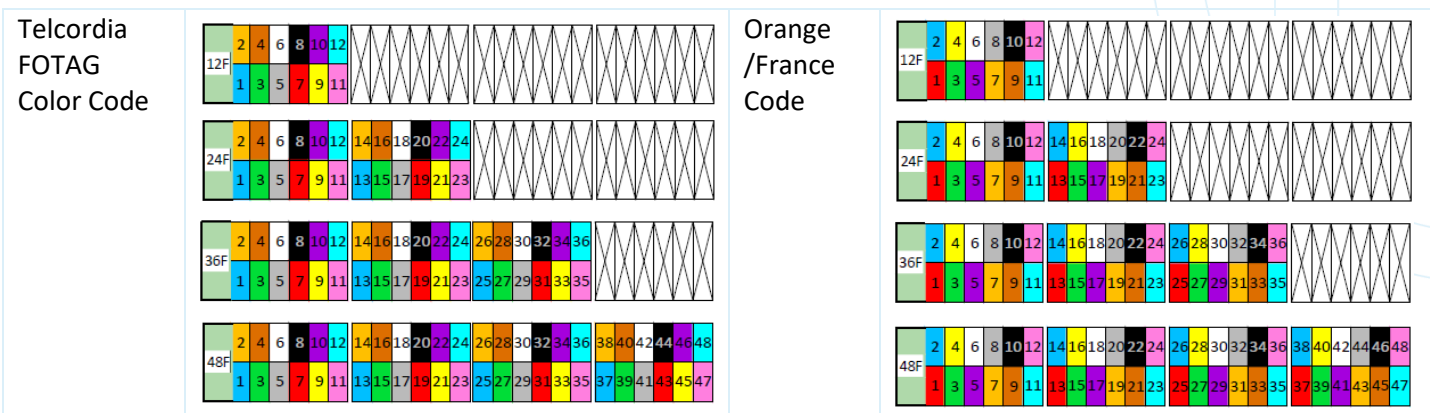 Telcordia
FOTAG
Color Code
12F
2 4 6 8 10 12
1 3 5 7 9 11
24F
2 4 6 8 10 12 14 16 18 20 22 24
1 3 5 7 9 11 13 15 17 19 21 23
36F
2 4 6 8 10 12 14 16 18 20 22 24 26 28 30 32 34 36
1 3 5 7 9 11 13 15 17 19 21 23 25 27 29 31 33 35
48F
2 4 6 8 10 12 14 16 18 20 22 24 26 28 30 32 34 36 38 40 42 44 46 48
1 3 5 7 9 11 13 15 17 19 21 23 25 27 29 31 33 35 37 39 41 43 45 47
Orange
/France
Code
12F
2 4 6 8 10 12
1 3 5 7 9 11
24F
2 4 6 8 10 12 14 16 18 20 22 24
1 3 5 7 9 11 13 15 17 19 21 23
36F
2 4 6 8 10 12 14 16 18 20 22 24 26 28 30 32 34 36
1 3 5 7 9 11 13 15 17 19 21 23 25 27 29 31 33 35
48F
2 4 6 8 10 12 14 16 18 20 22 24 26 28 30 32 34 36 38 40 42 44 46 48
1 3 5 7 9 11 13 15 17 19 21 23 25 27 29 31 33 35 37 39 41 43 45 47